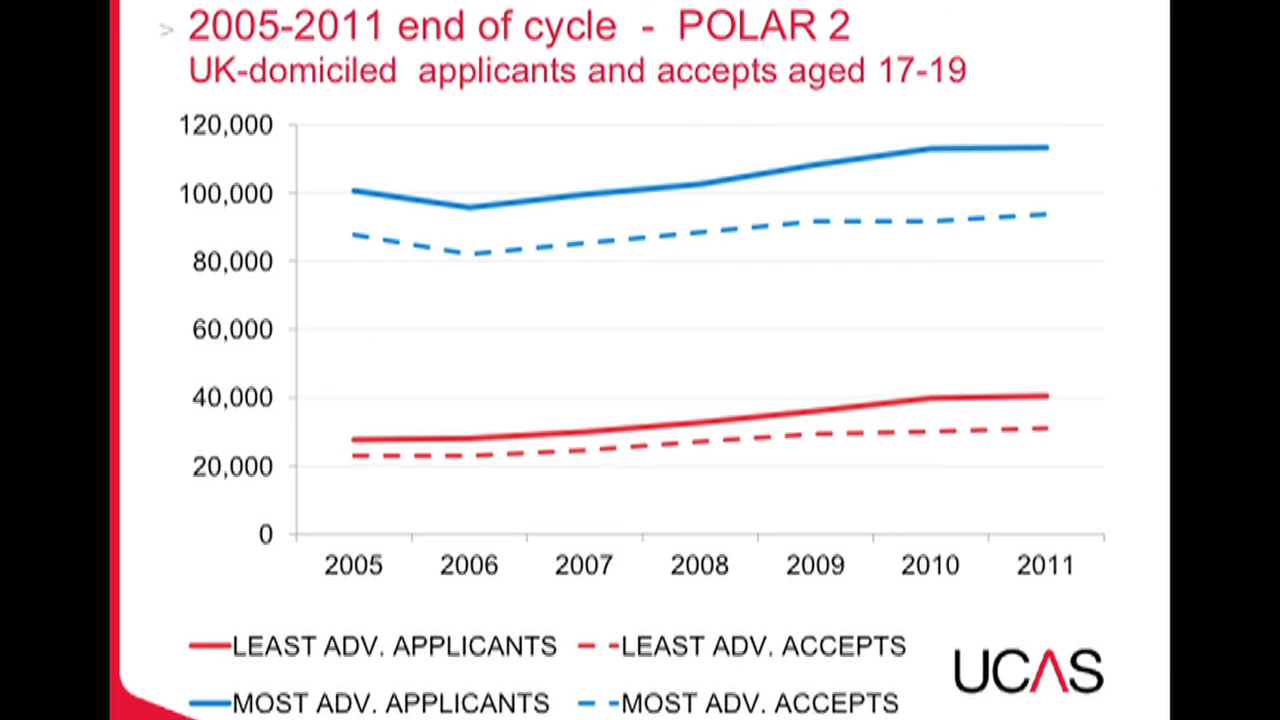 > 2005-2011 end of cycle - POLAR 2
UK-domiciled applicants and accepts aged 17-19
120,000
100,000
80,000
60,000
40,000
20,000
0
2005 2006 2007 2008 2009 2010 2011
LEAST ADV. APPLICANTS LEAST ADV. ACCEPTS
MOST ADV. APPLICANTS MOST ADV. ACCEPTS
UCAS